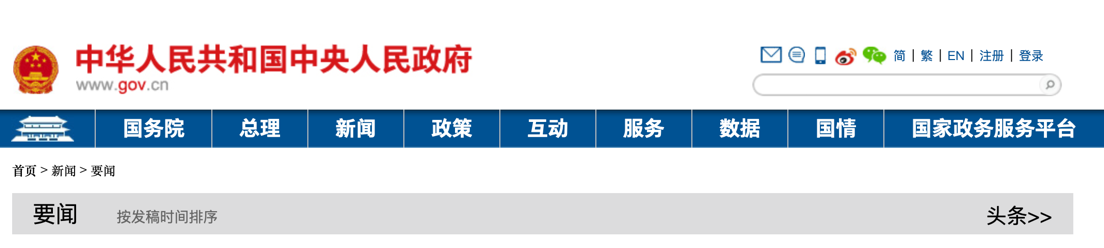 中华人民共和国中央人民政府
www.gov.cn
简 | 繁 | EN | 注册 | 登录
国务院 总理 新闻 政策 互动 服务 数据 国情 国家政务服务平台
首页 > 新闻 > 要闻
要闻 按发稿时间排序 头条>>